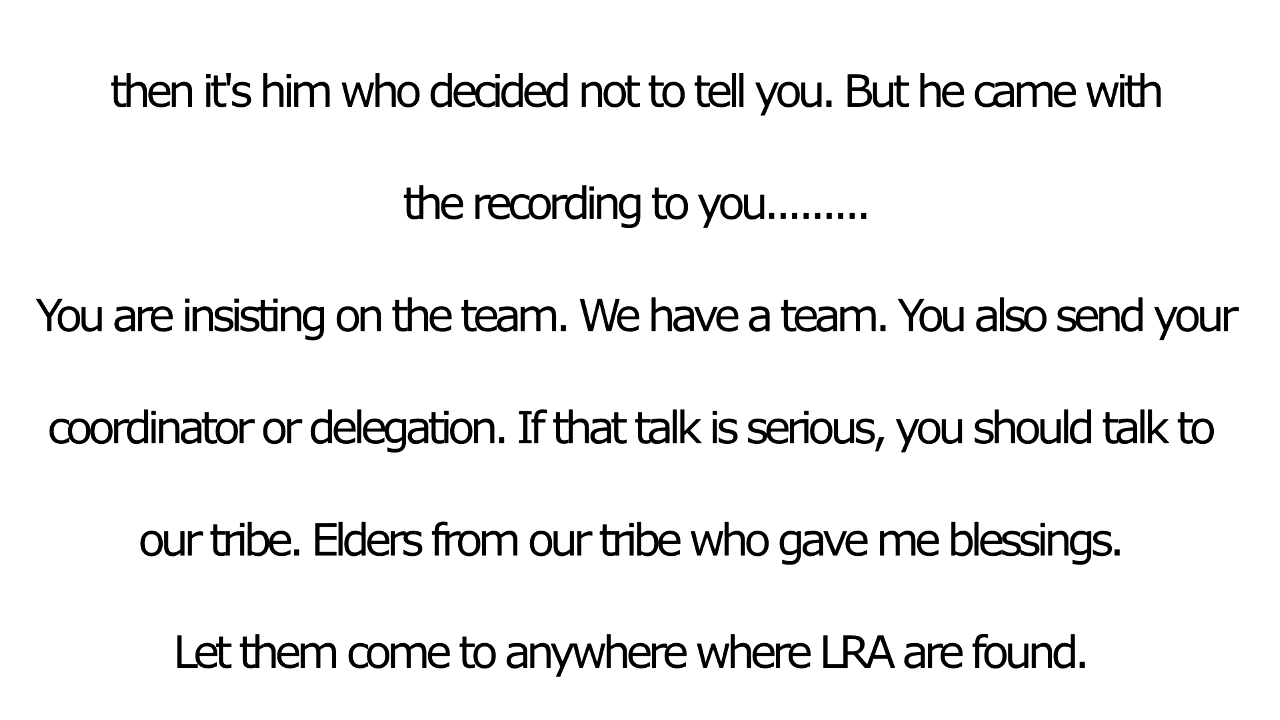 then it's him who decided not to tell you. But he came with
the recording to you.........
You are insisting on the team. We have a team. You also send your
coordinator or delegation. If that talk is serious, you should talk to
our tribe. Elders from our tribe who gave me blessings.
Let them come to anywhere where LRA are found.